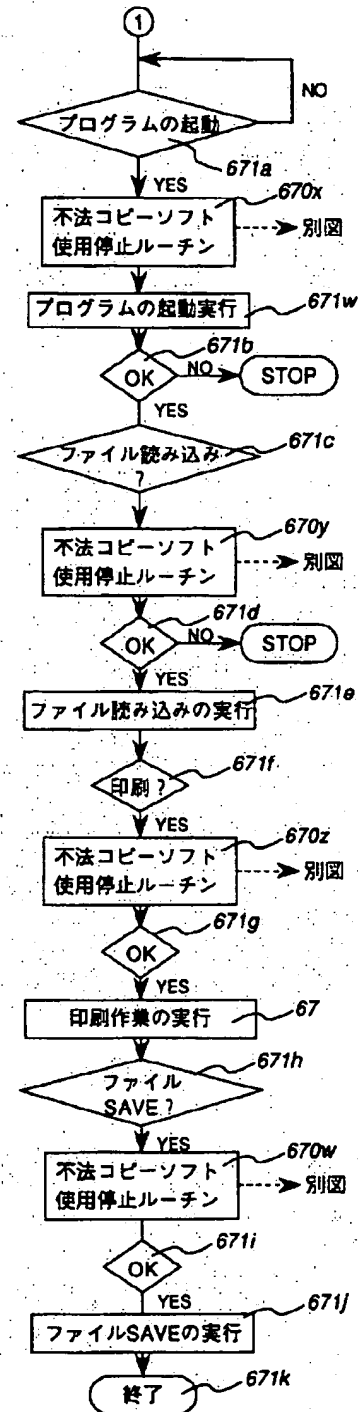 1
NO
プログラムの起動
671a
YES
670x
不法コピーソフト
使用停止ルーチン
別図
プログラムの起動実行
671w
671b
OK
NO
STOP
YES
671c
ファイル読み込み
?
670y
不法コピーソフト
使用停止ルーチン
別図
671d
OK
NO
STOP
YES
671e
ファイル読み込みの実行
671f
印刷?
YES
670z
不法コピーソフト
使用停止ルーチン
別図
671g
OK
YES
67
印刷作業の実行
671h
ファイル
SAVE?
YES
670w
不法コピーソフト
使用停止ルーチン
別図
671i
OK
YES
671j
ファイルSAVEの実行
終了
671k